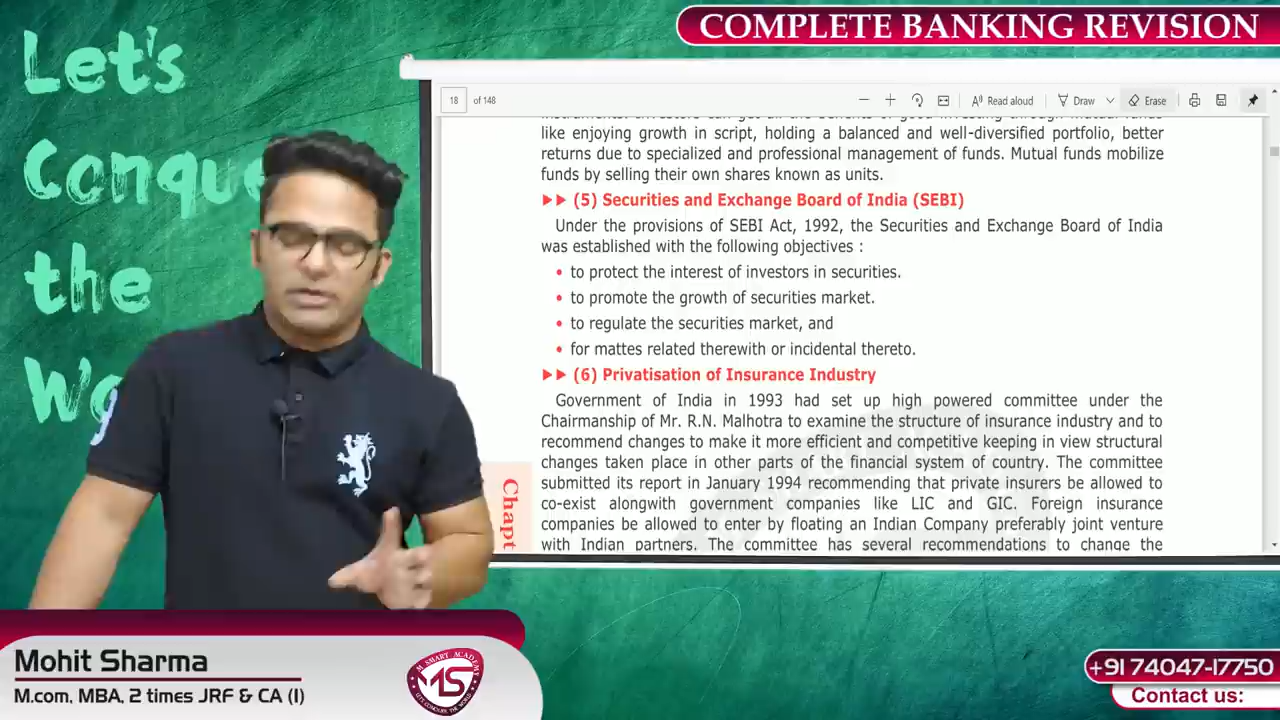 COMPLETE BANKING REVISION
Let's
Conque
the
Wo
18 of 148
Read aloud
Draw
Erase
like enjoying growth in script, holding a balanced and well-diversified portfolio, better
returns due to specialized and professional management of funds. Mutual funds mobilize
funds by selling their own shares known as units.
(5) Securities and Exchange Board of India (SEBI)
Under the provisions of SEBI Act, 1992, the Securities and Exchange Board of India
was established with the following objectives :
• to protect the interest of investors in securities.
• to promote the growth of securities market.
• to regulate the securities market, and
• for mattes related therewith or incidental thereto.
(6) Privatisation of Insurance Industry
Government of India in 1993 had set up high powered committee under the
Chairmanship of Mr. R.N. Malhotra to examine the structure of insurance industry and to
recommend changes to make it more efficient and competitive keeping in view structural
changes taken place in other parts of the financial system of country. The committee
submitted its report in January 1994 recommending that private insurers be allowed to
co-exist alongwith government companies like LIC and GIC. Foreign insurance
companies be allowed to enter by floating an Indian Company preferably joint venture
with Indian partners. The committee has several recommendations to change the
Chapt
Mohit Sharma
M.com, MBA, 2 times JRF & CA (I)
M SMART ACADEMY
MS
LET'S CONQUER THE WORLD
+91 74047-17750
Contact us: